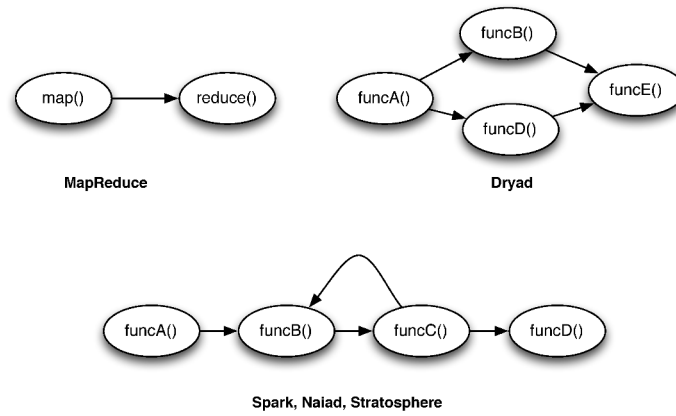 map()
reduce()
MapReduce
funcA()
funcB()
funcD()
funcE()
Dryad
funcA()
funcB()
funcC()
funcD()
Spark, Naiad, Stratosphere